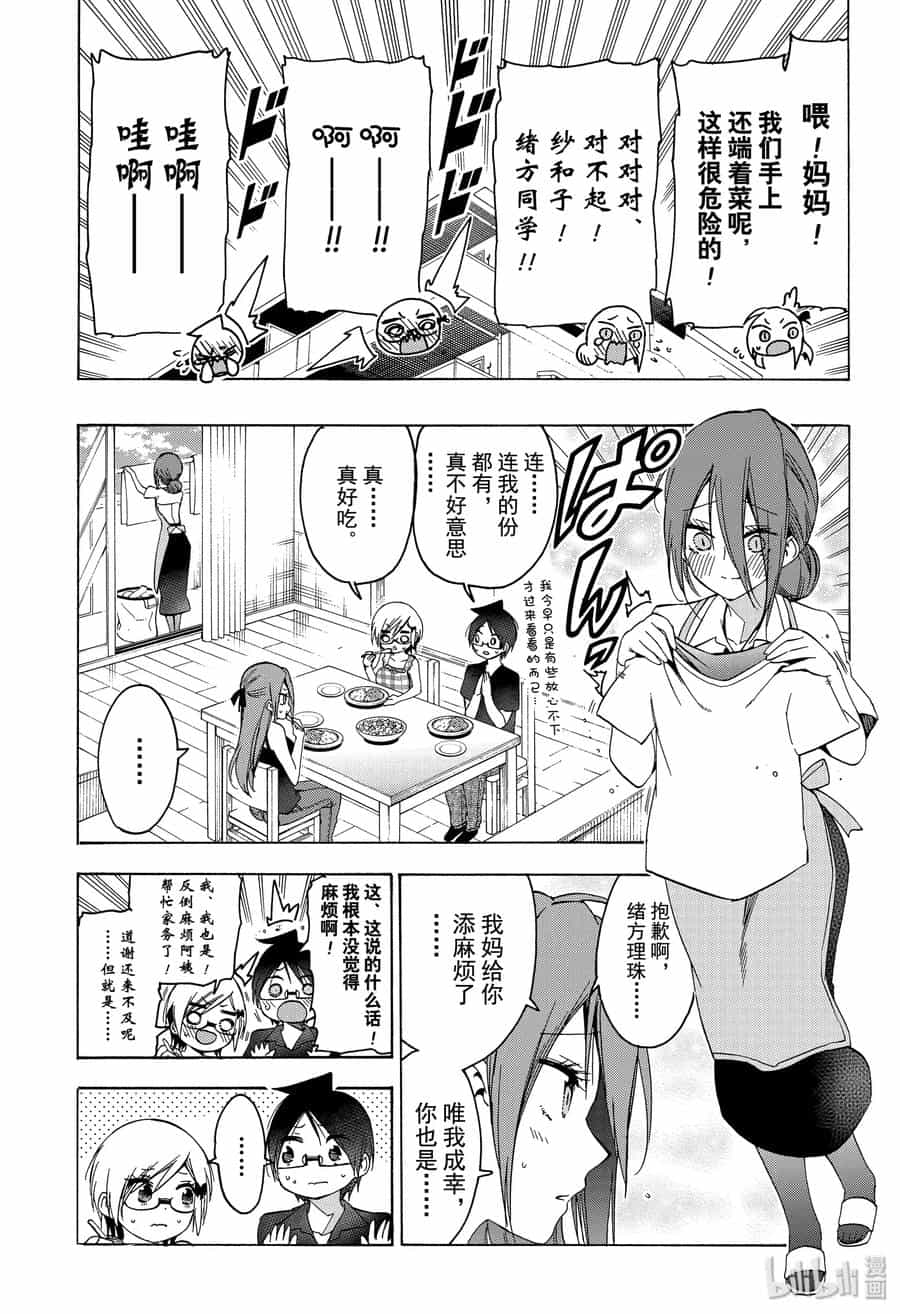 喂！妈妈！
我们手上
还端着菜呢，
这样很危险的！
对对对、
对不起！
纱和子！
绪方同学!!
啊——!!
啊——!!
哇啊——
哇啊——
ドドド
ドドド
ぱんっ
连……
连我的份
都有，
真不好意思
……
真……
真好吃。
我今早只是有些放心不下
才过来看看的而已…
……
抱歉啊，
绪方理珠
……
我妈给你
添麻烦了
……
唯我成幸，
你也是……
这、这说的什么话！
我根本没觉得
麻烦啊！
我、我也是！
反倒麻烦阿姨
帮忙家务了！
道谢还来不及呢
……但就是……
……
bilibili
漫画